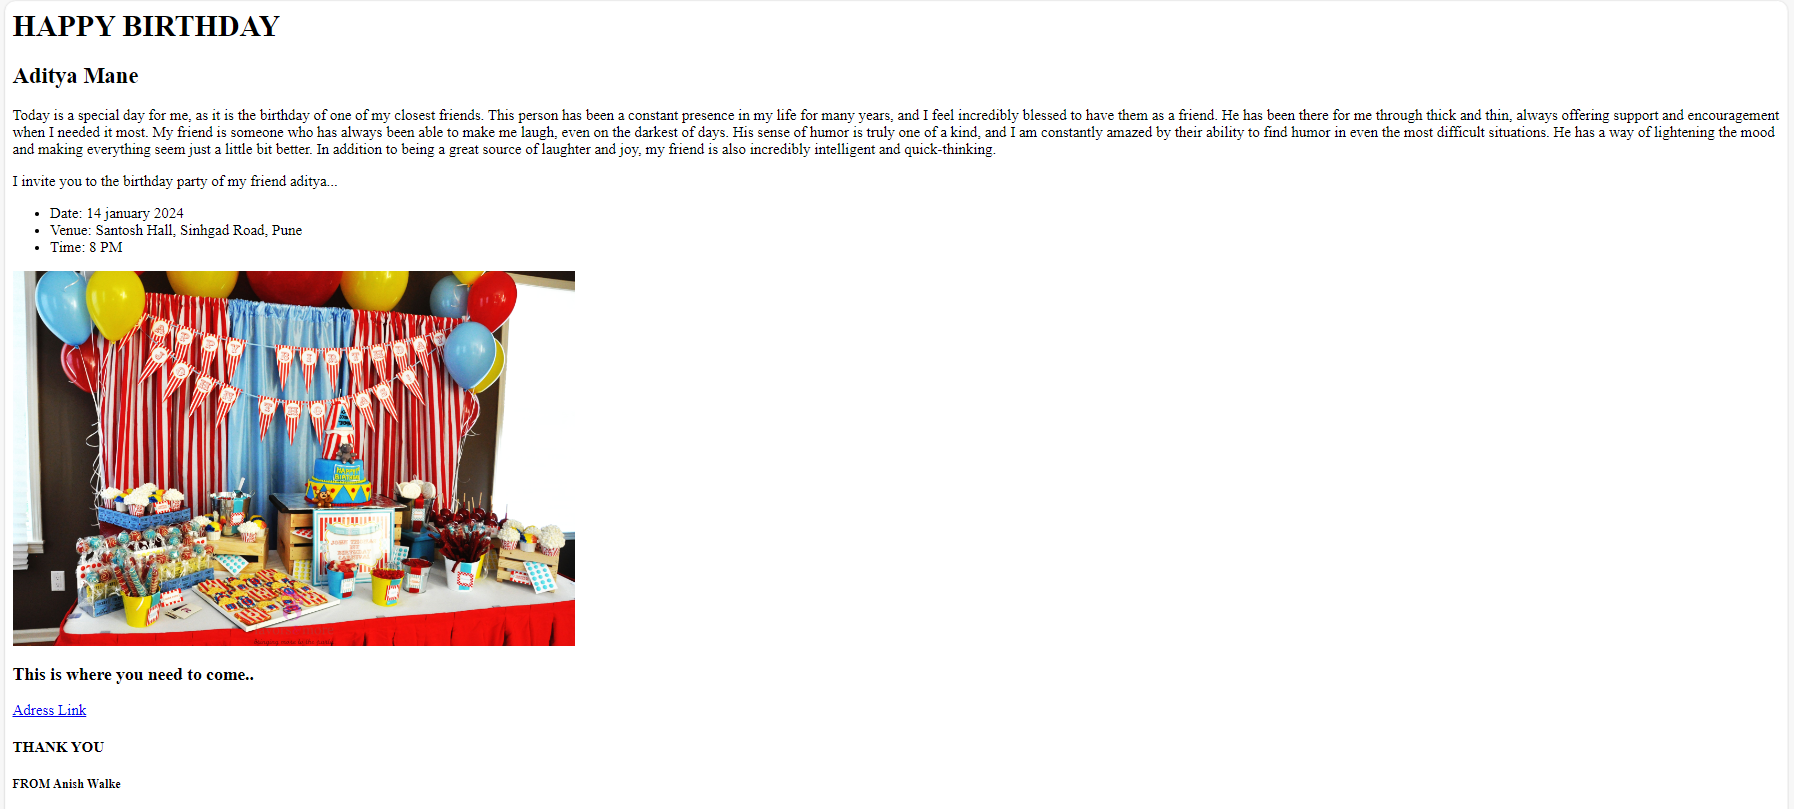 HAPPY BIRTHDAY
Aditya Mane
Today is a special day for me, as it is the birthday of one of my closest friends. This person has been a constant presence in my life for many years, and I feel incredibly blessed to have them as a friend. He has been there for me through thick and thin, always offering support and encouragement
when I needed it most. My friend is someone who has always been able to make me laugh, even on the darkest of days. His sense of humor is truly one of a kind, and I am constantly amazed by their ability to find humor in even the most difficult situations. He has a way of lightening the mood
and making everything seem just a little bit better. In addition to being a great source of laughter and joy, my friend is also incredibly intelligent and quick-thinking.
I invite you to the birthday party of my friend aditya...
• Date: 14 january 2024
• Venue: Santosh Hall, Sinhgad Road, Pune
• Time: 8 PM
HAPPY
BIRTHDAY
This is where you need to come..
Adress Link
THANK YOU
FROM Anish Walke